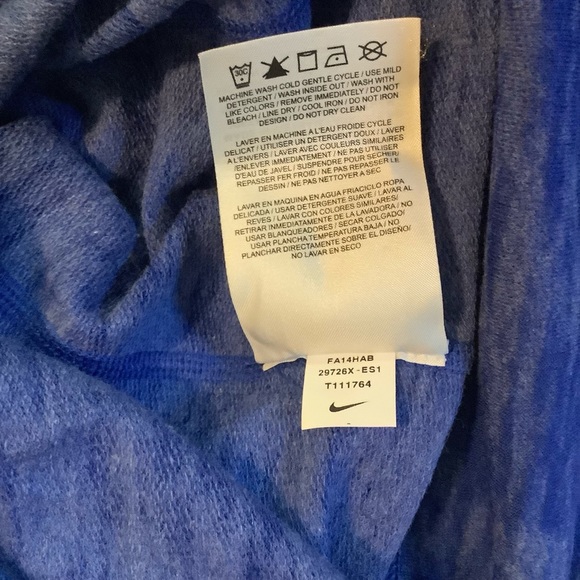 30C
MACHINE WASH COLD GENTLE CYCLE / USE MILD
DETERGENT / WASH INSIDE OUT / WASH WITH
LIKE COLORS / REMOVE IMMEDIATELY / DO NOT
BLEACH / LINE DRY / COOL IRON / DO NOT IRON
DESIGN / DO NOT DRY CLEAN
LAVER EN MACHINE A L'EAU FROIDE CYCLE
DELICAT / UTILISER UN DETERGENT DOUX / LAVER
A L'ENVERS / LAVER AVEC COULEURS SIMILAIRES
/ENLEVER IMMEDIATEMENT / NE PAS UTILISER
D'EAU DE JAVEL / SUSPENDRE POUR SECHER/
REPASSER FER FROID / NE PAS REPASSER LE
DESSIN / NE PAS NETTOYER A SEC
LAVAR EN MAQUINA EN AGUA FRIA/CICLO ROPA
DELICADA / USAR DETERGENTE SUAVE / LAVAR AL
REVES / LAVAR CON COLORES SIMILARES/
RETIRAR INMEDIATAMENTE DE LA LAVADORA / NO
USAR BLANQUEADORES / SECAR COLGADO/
USAR PLANCHA TEMPERATURA BAJA / NO
PLANCHAR DIRECTAMENTE SOBRE EL DISEÑO/
NO LAVAR EN SECO
FA14HAB
29726X - ES1
T111764